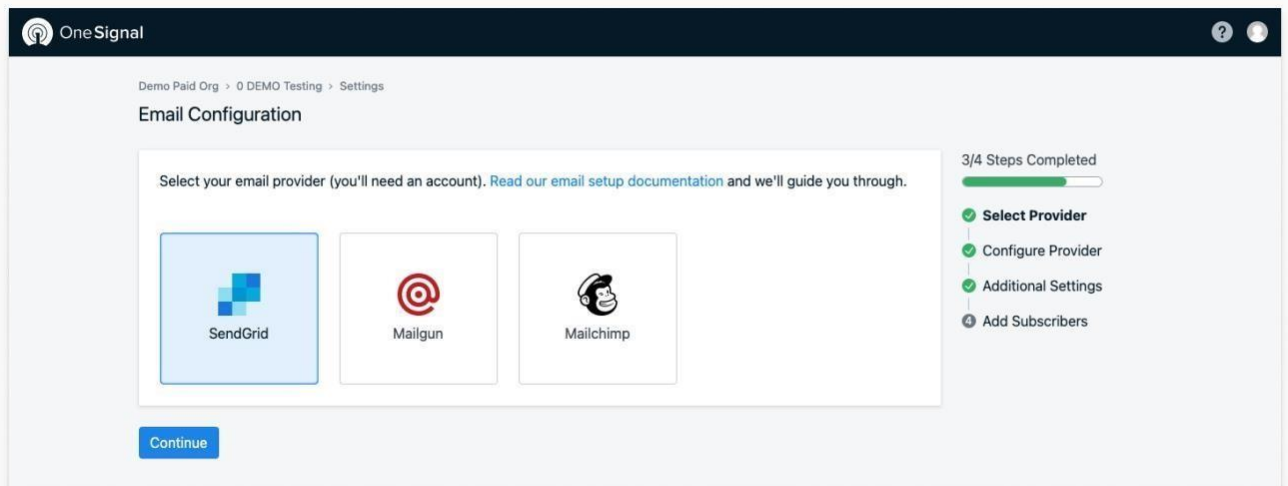 OneSignal
?
Demo Paid Org > 0 DEMO Testing > Settings
Email Configuration
Select your email provider (you'll need an account). Read our email setup documentation and we'll guide you through.
SendGrid
Mailgun
Mailchimp
Continue
3/4 Steps Completed
Select Provider
Configure Provider
Additional Settings
4 Add Subscribers